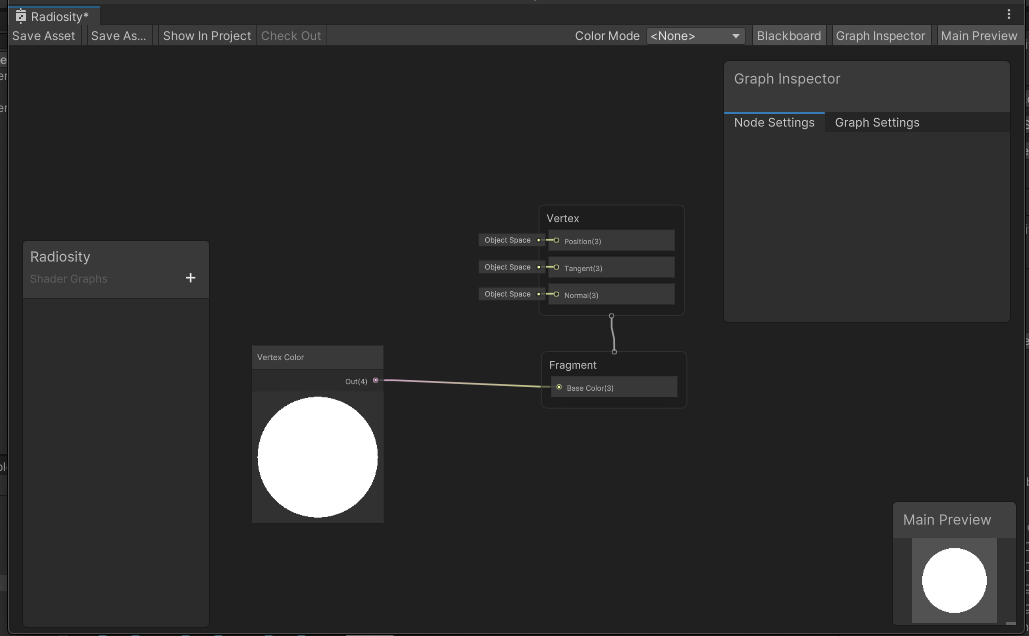 Radiosity*
Save Asset Save As... Show In Project Check Out Color Mode <None> Blackboard Graph Inspector Main Preview
Graph Inspector
Node Settings Graph Settings
Vertex
Object Space Position(3)
Object Space Tangent(3)
Object Space Normal(3)
Radiosity
Shader Graphs +
Vertex Color
Out(4)
Fragment
Base Color(3)
Main Preview